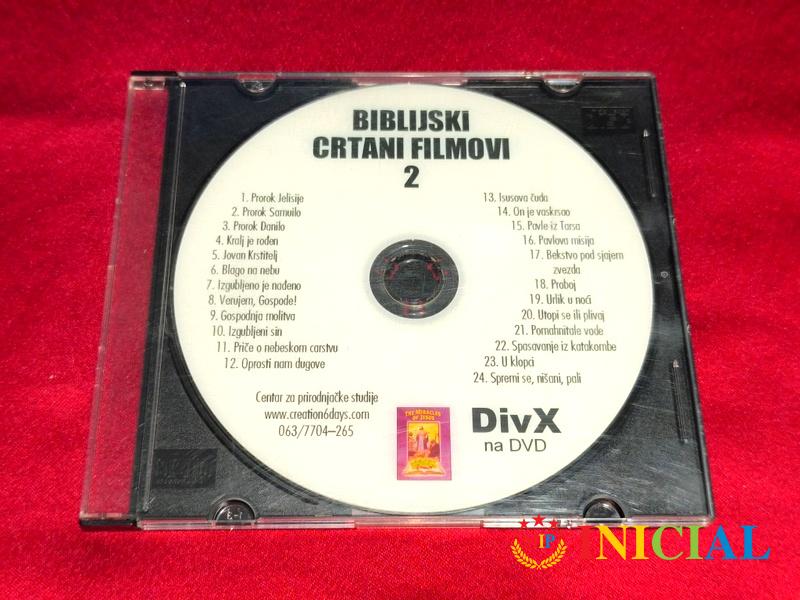 BIBLIJSKI
CRTANI FILMOVI
2
1. Prorok Jelisije
2. Prorok Samuilo
3. Prorok Danilo
4. Kralj je rođen
5. Jovan Krstitelj
6. Blago na nebu
7. Izgubljeno je nađeno
8. Verujem, Gospode!
9. Gospodnja molitva
10. Izgubljeni sin
11. Priče o nebeskom carstvu
12. Oprosti nam dugove
13. Isusova čuda
14. On je vaskrsao
15. Pavle iz Tarsa
16. Pavlova misija
17. Bekstvo pod sjajem
zvezda
18. Proboj
19. Urlik u noći
20. Utopi se ili plivaj
21. Pomahnitale vode
22. Spasavanje iz katakombe
23. U klopci
24. Spremi se, nišani, pali
Centar za prirodnjačke studije
www.creation6days.com
063/7704–265
THE MIRACLES
OF JESUS
DivX
na DVD
IP
INICIAL